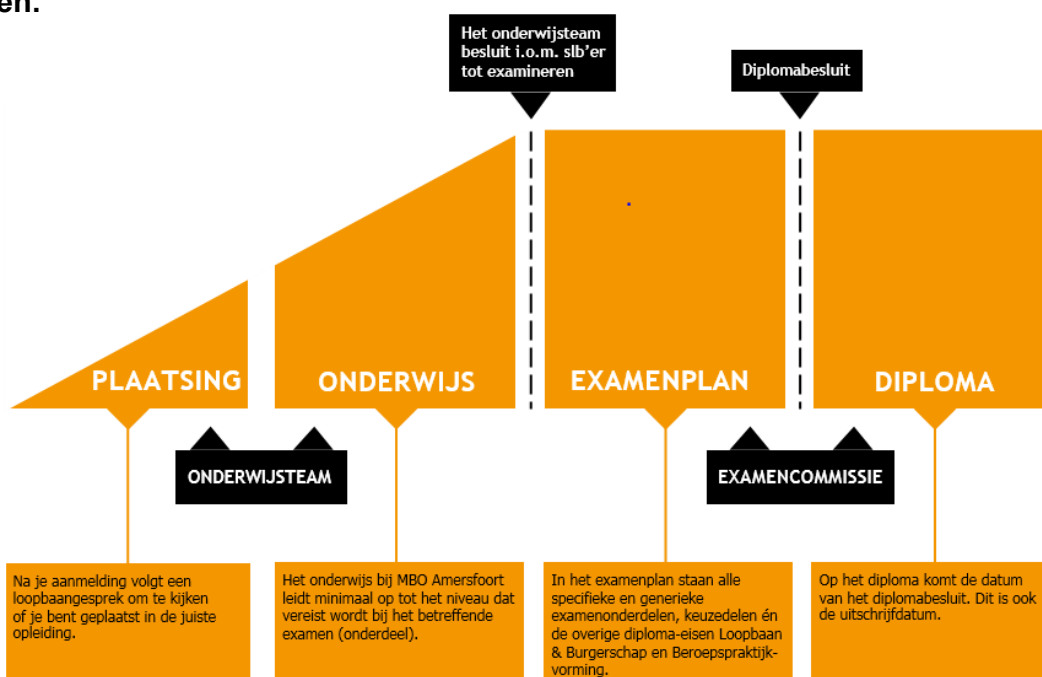 en.
Het onderwijsteam
besluit i.o.m. slb'er
tot examineren
Diplomabesluit
PLAATSING
ONDERWIJS
EXAMENPLAN
DIPLOMA
ONDERWIJSTEAM
EXAMENCOMMISSIE
Na je aanmelding volgt een
loopbaangesprek om te kijken
of je bent geplaatst in de juiste
opleiding.
Het onderwijs bij MBO Amersfoort
leidt minimaal op tot het niveau dat
vereist wordt bij het betreffende
examen (onderdeel).
In het examenplan staan alle
specifieke en generieke
examenonderdelen, keuzedelen én
de overige diploma-eisen Loopbaan
& Burgerschap en Beroepspraktijk-
vorming.
Op het diploma komt de datum
van het diplomabesluit. Dit is ook
de uitschrijfdatum.